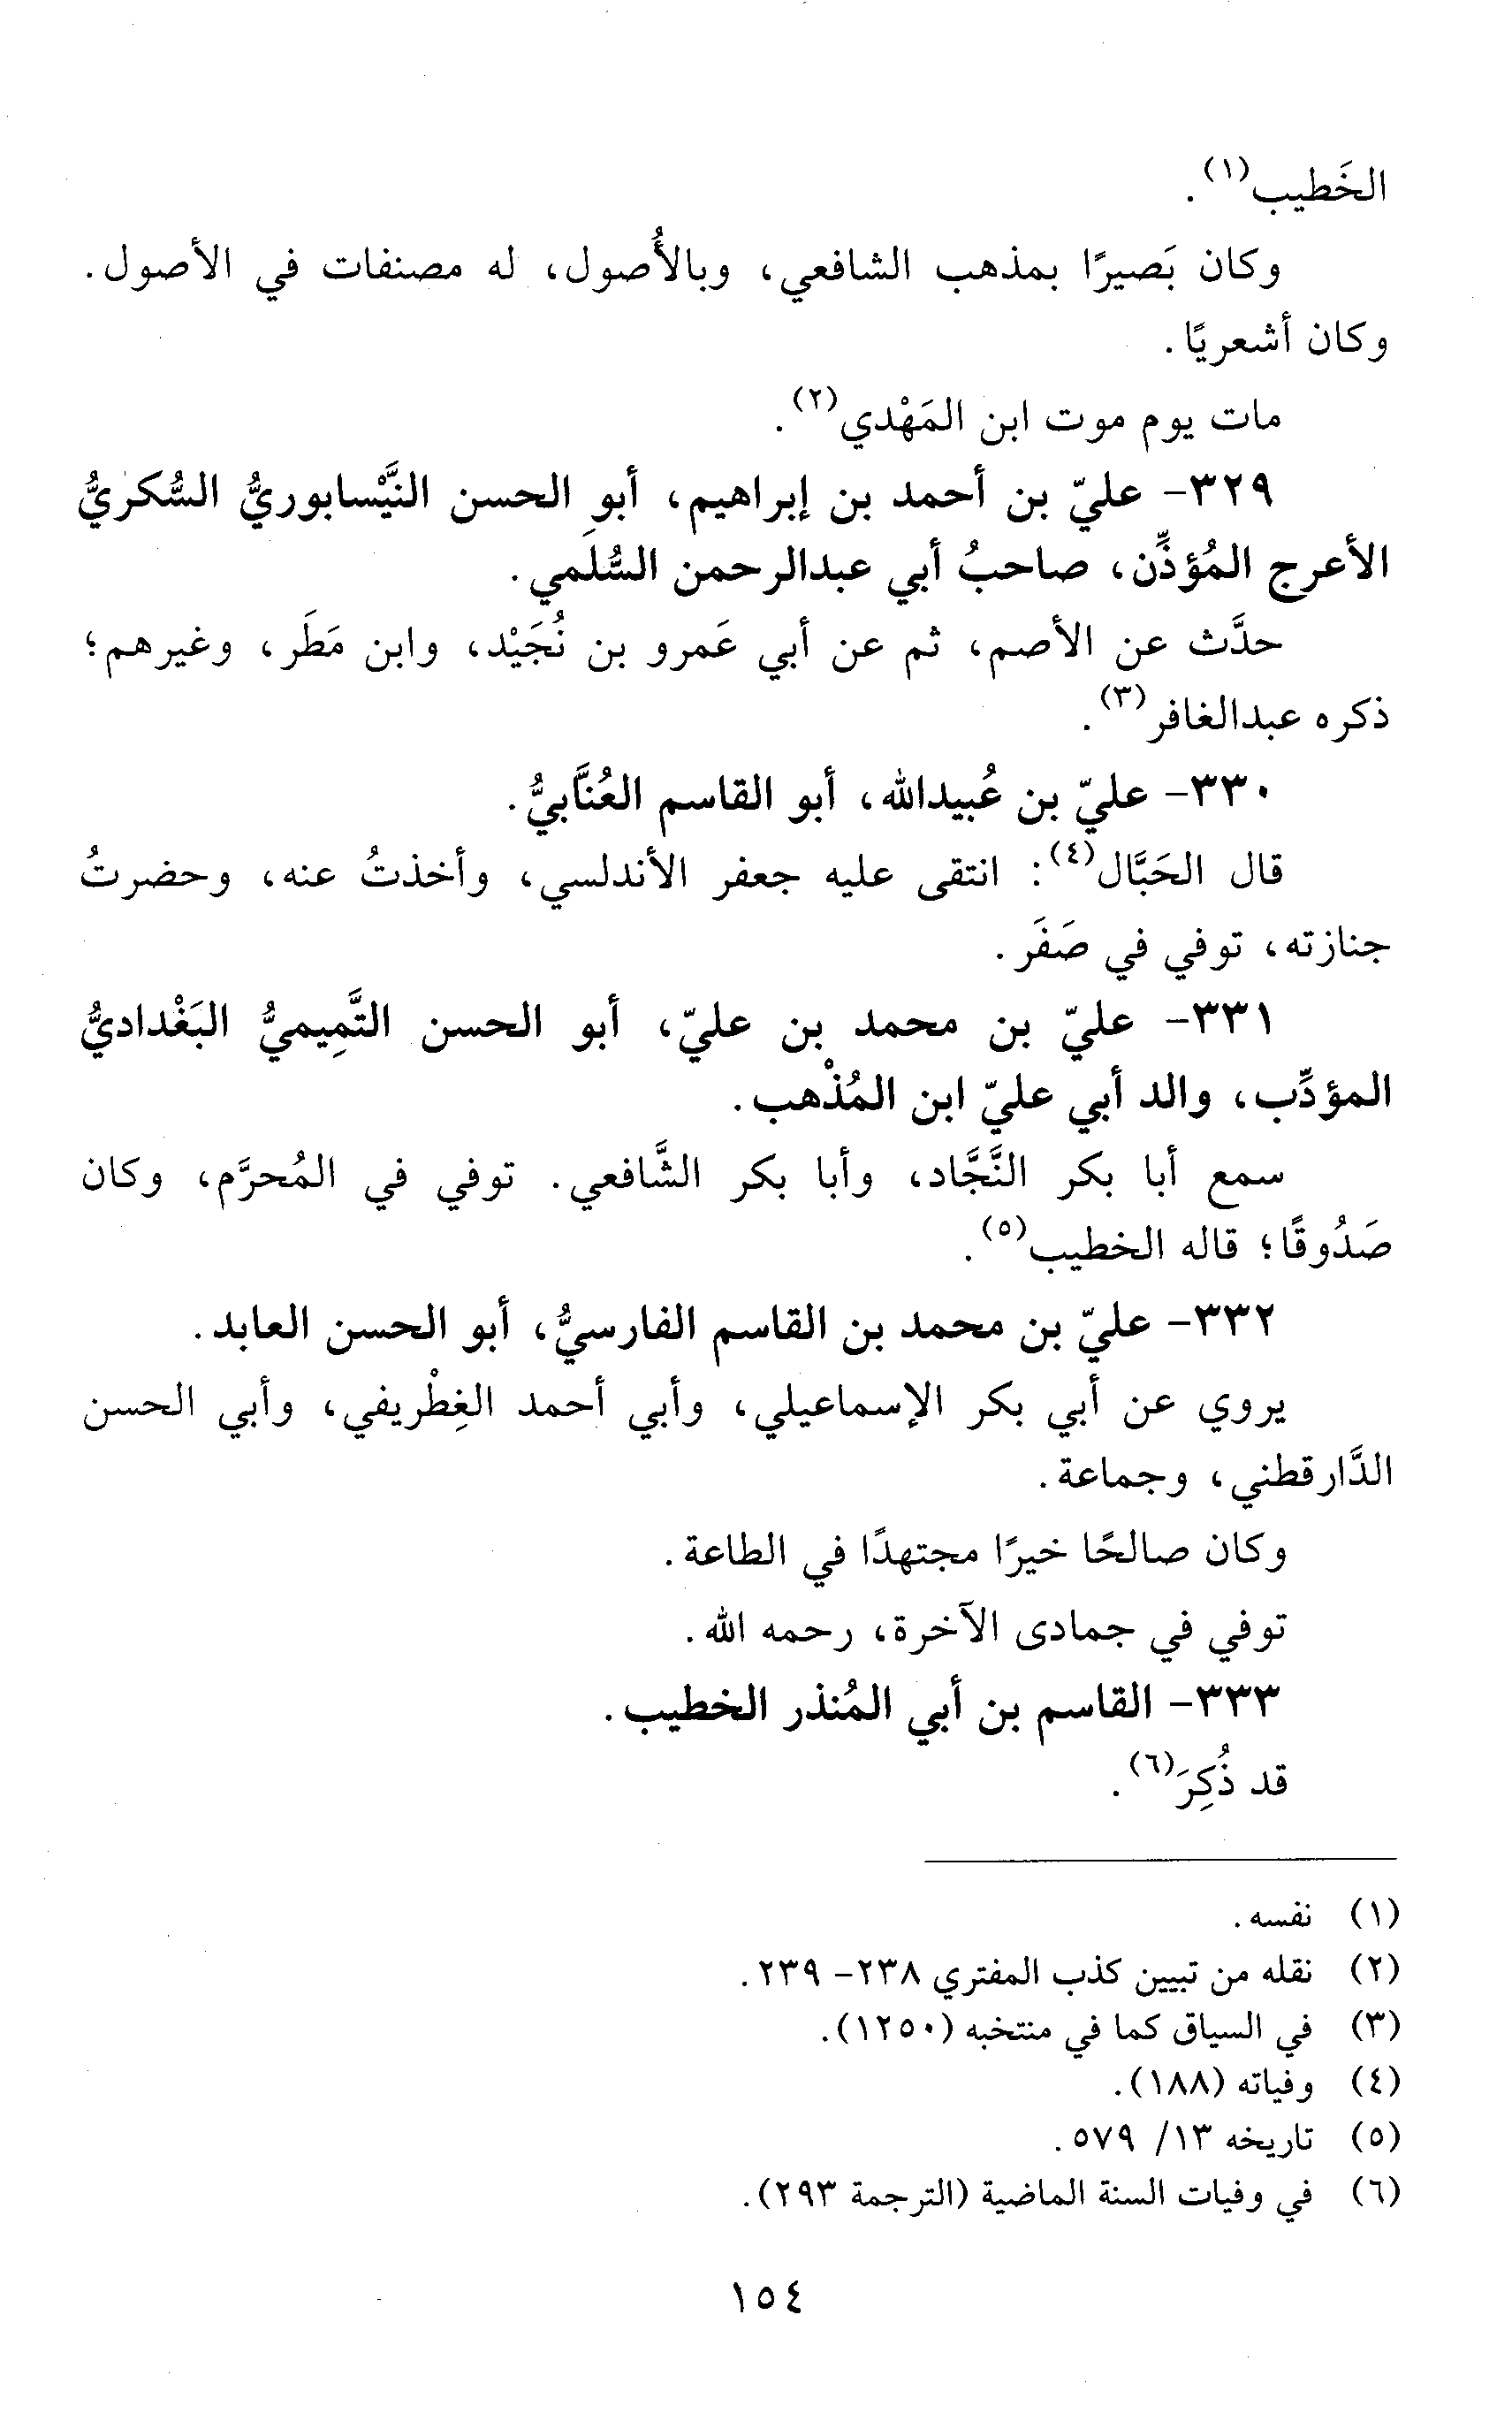 الخَطيب(١).
وكان بَصيرًا بمذهب الشافعي، وبالأُصول، له مصنفات في الأصول.
وكان أشعريًا.
مات يوم موت ابن المَهْدي(٢).
٣٢٩- عليّ بن أحمد بن إبراهيم، أبو الحسن النَّيْسابوريُّ السُّكريُّ
الأعرج المُؤذِّن، صاحبُ أبي عبدالرحمن السُّلَمي.
حدَّث عن الأصم، ثم عن أبي عَمرو بن نُجَيْد، وابن مَطَر، وغيرهم؛
ذكره عبدالغافر(٣).
٣٣٠- عليّ بن عُبيدالله، أبو القاسم العُنَّابيُّ.
قال الحَبَّال(٤): انتقى عليه جعفر الأندلسي، وأخذتُ عنه، وحضرتُ
جنازته، توفي في صَفَر.
٣٣١- عليّ بن محمد بن عليّ، أبو الحسن التَّمِيميُّ البَغْداديُّ
المؤدِّب، والد أبي عليّ ابن المُذْهب.
سمع أبا بكر النَّجَّاد، وأبا بكر الشَّافعي. توفي في المُحرَّم، وكان
صَدُوقًا؛ قاله الخطيب(٥).
٣٣٢- عليّ بن محمد بن القاسم الفارسيُّ، أبو الحسن العابد.
يروي عن أبي بكر الإسماعيلي، وأبي أحمد الغِطْريفي، وأبي الحسن
الدَّارقطني، وجماعة.
وكان صالحًا خيرًا مجتهدًا في الطاعة.
توفي في جمادى الآخرة، رحمه الله.
٣٣٣- القاسم بن أبي المُنذر الخطيب.
قد ذُكِرَ(٦).
(١) نفسه.
(٢) نقله من تبيين كذب المفتري ٢٣٨- ٢٣٩.
(٣) في السياق كما في منتخبه (١٢٥٠).
(٤) وفياته (١٨٨).
(٥) تاريخه ١٣/ ٥٧٩.
(٦) في وفيات السنة الماضية (الترجمة ٢٩٣).
١٥٤